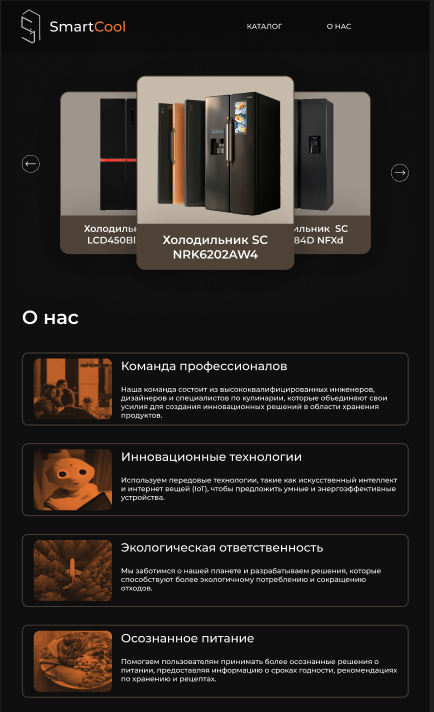 SmartCool
КАТАЛОГ
О НАС
Холодильник SC
NRK6202AW4
SC
84D NFXd
О нас
Команда профессионалов
Наша команда состоит из высококвалифицированных инженеров,
дизайнеров и специалистов по кулинарии, которые объединяют свои
усилия для создания инновационных решений в области хранения
продуктов.
Инновационные технологии
Используем передовые технологии, такие как искусственный интеллект
и интернет вещей (IoT), чтобы предложить умные и энергоэффективные
устройства.
Экологическая ответственность
Мы заботимся о нашей планете и разрабатываем решения, которые
способствуют более экологичному потреблению и сокращению
отходов.
Осознанное питание
Помогаем пользователям принимать более осознанные решения о
питании, предоставляя информацию о сроках годности, рекомендациях
по хранению и рецептах.